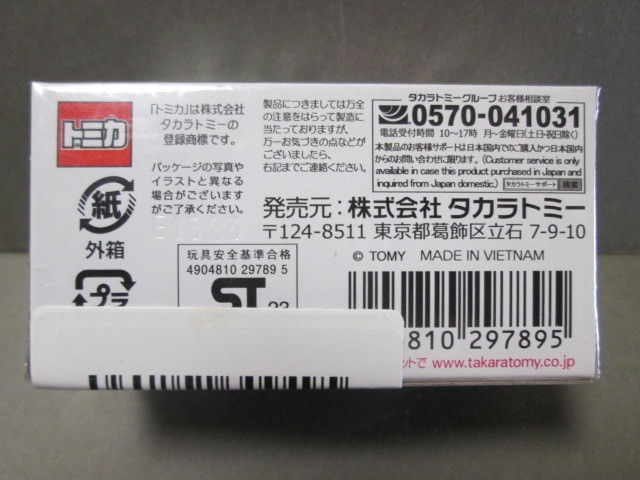 トミカ
「トミカ」は株式会社
タカラトミーの
登録商標です。
パッケージの写真や
イラストと異なる
場合がございます
がご了承ください。
製品につきましては万全
の注意をはらって製造に
当たっておりますが、
万一お気づきの点などが
ございましたら、
右記までご連絡ください。
タカラトミーグループ お客様相談室
0570-041031
電話受付時間 10〜17時 月〜金曜日(土·日·祝日除く)
本製品のお客様サポートは日本国内でのご購入かつ日本国内
からのお問い合わせに限ります。(Customer service is only
available in case this product purchased in Japan and
inquired from Japan domestic.)
タカラトミーサポート 検索
紙
外箱
プラ
発売元：株式会社 タカラトミー
〒124-8511 東京都葛飾区立石 7-9-10
© TOMY MADE IN VIETNAM
玩具安全基準合格
4904810 29789 5
ST
23
810 297895
ットで www.takaratomy.co.jp